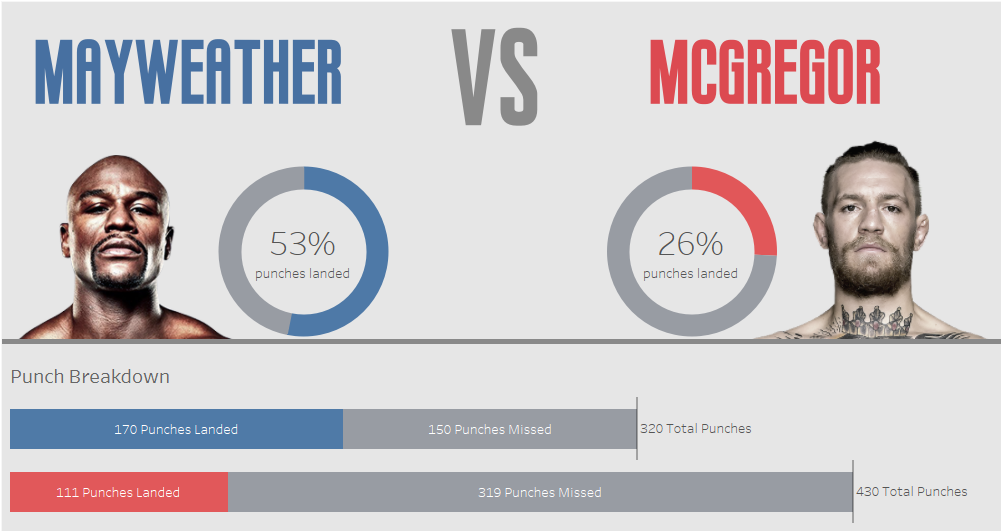 MAYWEATHER VS MCGREGOR
53%
punches landed
26%
punches landed
Punch Breakdown
170 Punches Landed 150 Punches Missed 320 Total Punches
111 Punches Landed 319 Punches Missed 430 Total Punches